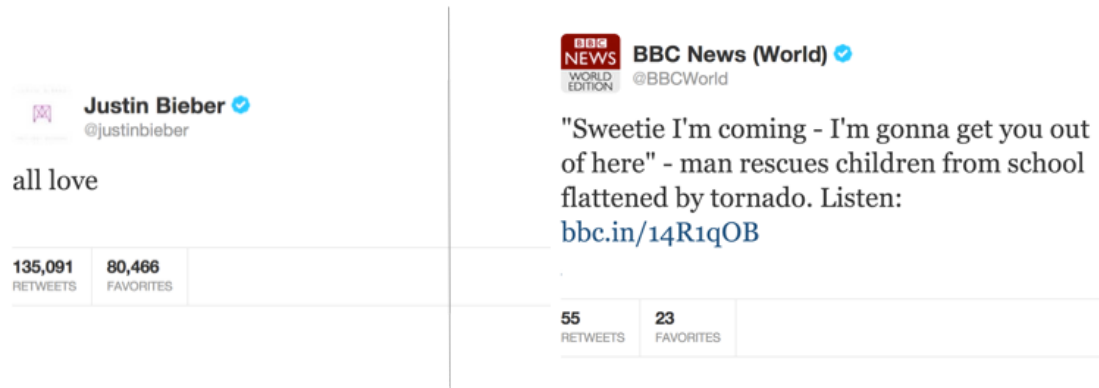 Justin Bieber
@justinbieber
all love
135,091 80,466
RETWEETS FAVORITES
BBC
NEWS
WORLD
EDITION
BBC News (World)
@BBCWorld
"Sweetie I'm coming - I'm gonna get you out
of here" - man rescues children from school
flattened by tornado. Listen:
bbc.in/14R1qOB
55 23
RETWEETS FAVORITES